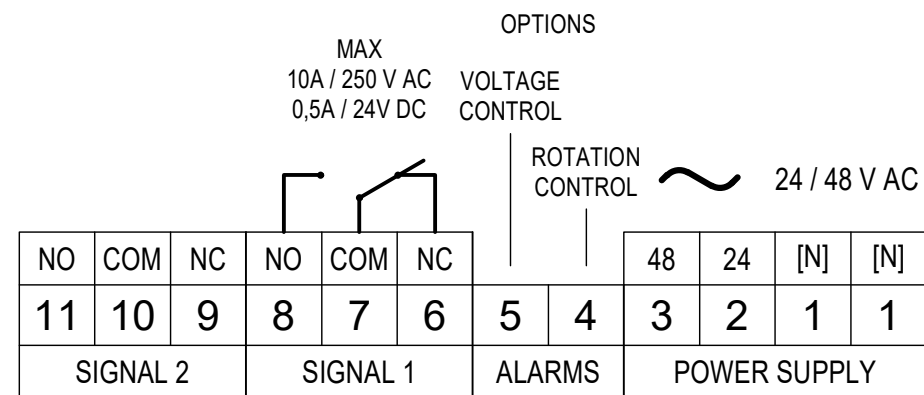 OPTIONS
MAX
10A / 250 V AC
0,5A / 24V DC
VOLTAGE
CONTROL
ROTATION
CONTROL
24 / 48 V AC
NO COM NC NO COM NC 48 24 [N] [N]
11 10 9 8 7 6 5 4 3 2 1 1
SIGNAL 2 SIGNAL 1 ALARMS POWER SUPPLY